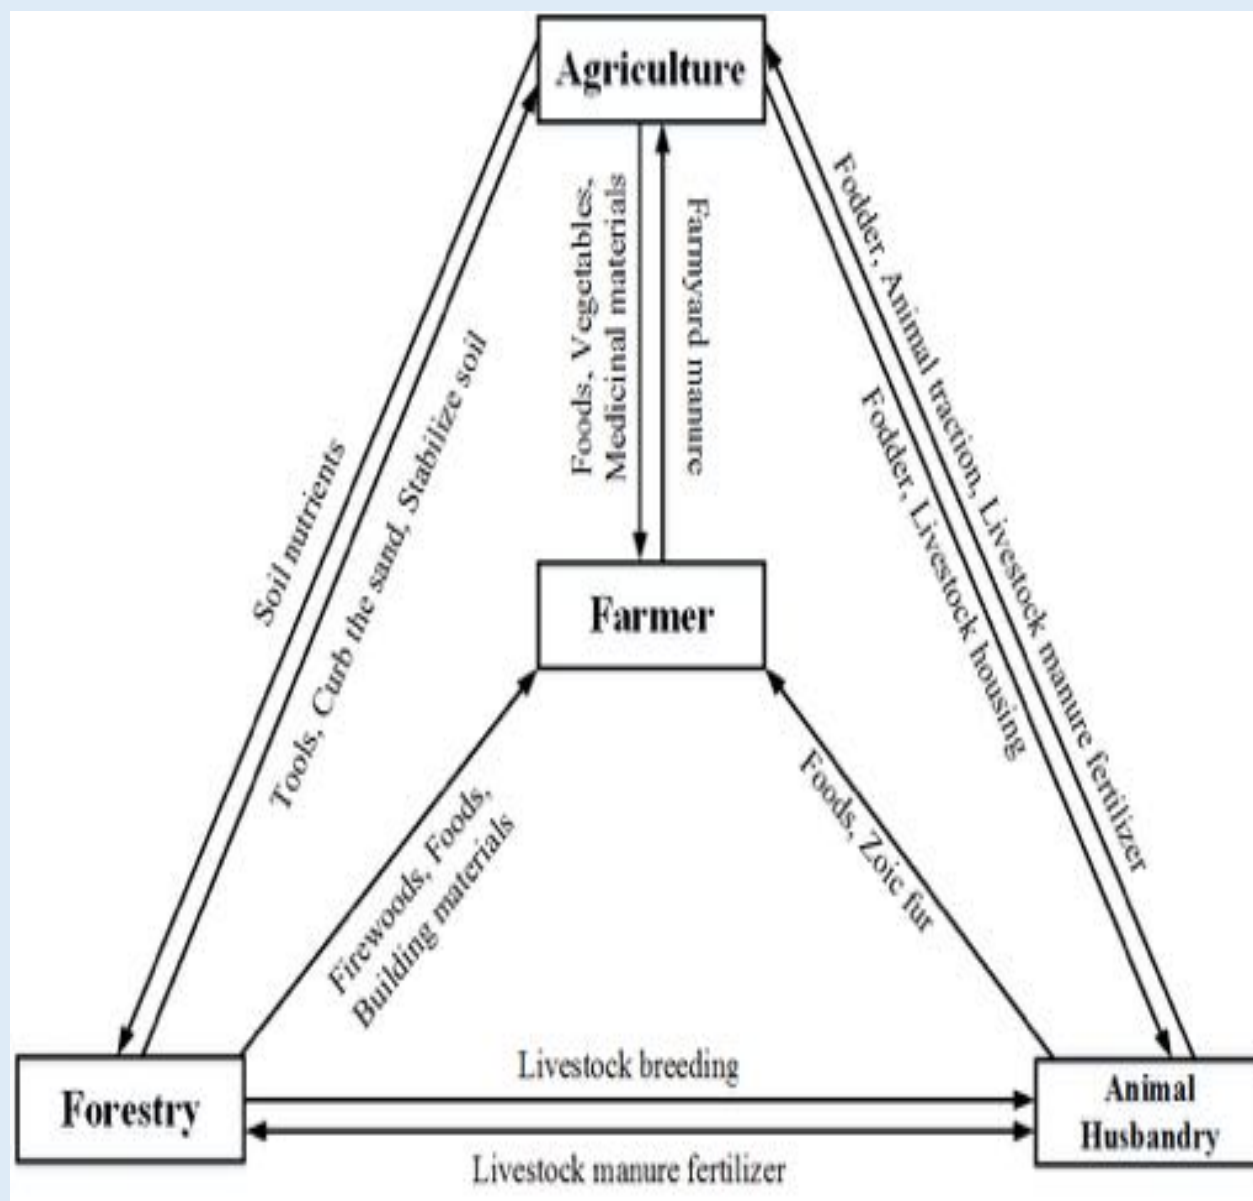 Agriculture
Foods, Vegetables,
Medicinal materials
Farmyard manure
Fodder, Animal traction, Livestock manure fertilizer
Fodder, Livestock housing
Soil nutrients
Tools, Curb the sand, Stabilize soil
Farmer
Firewoods, Foods,
Building materials
Foods, Zoic fur
Forestry
Livestock breeding
Livestock manure fertilizer
Animal
Husbandry